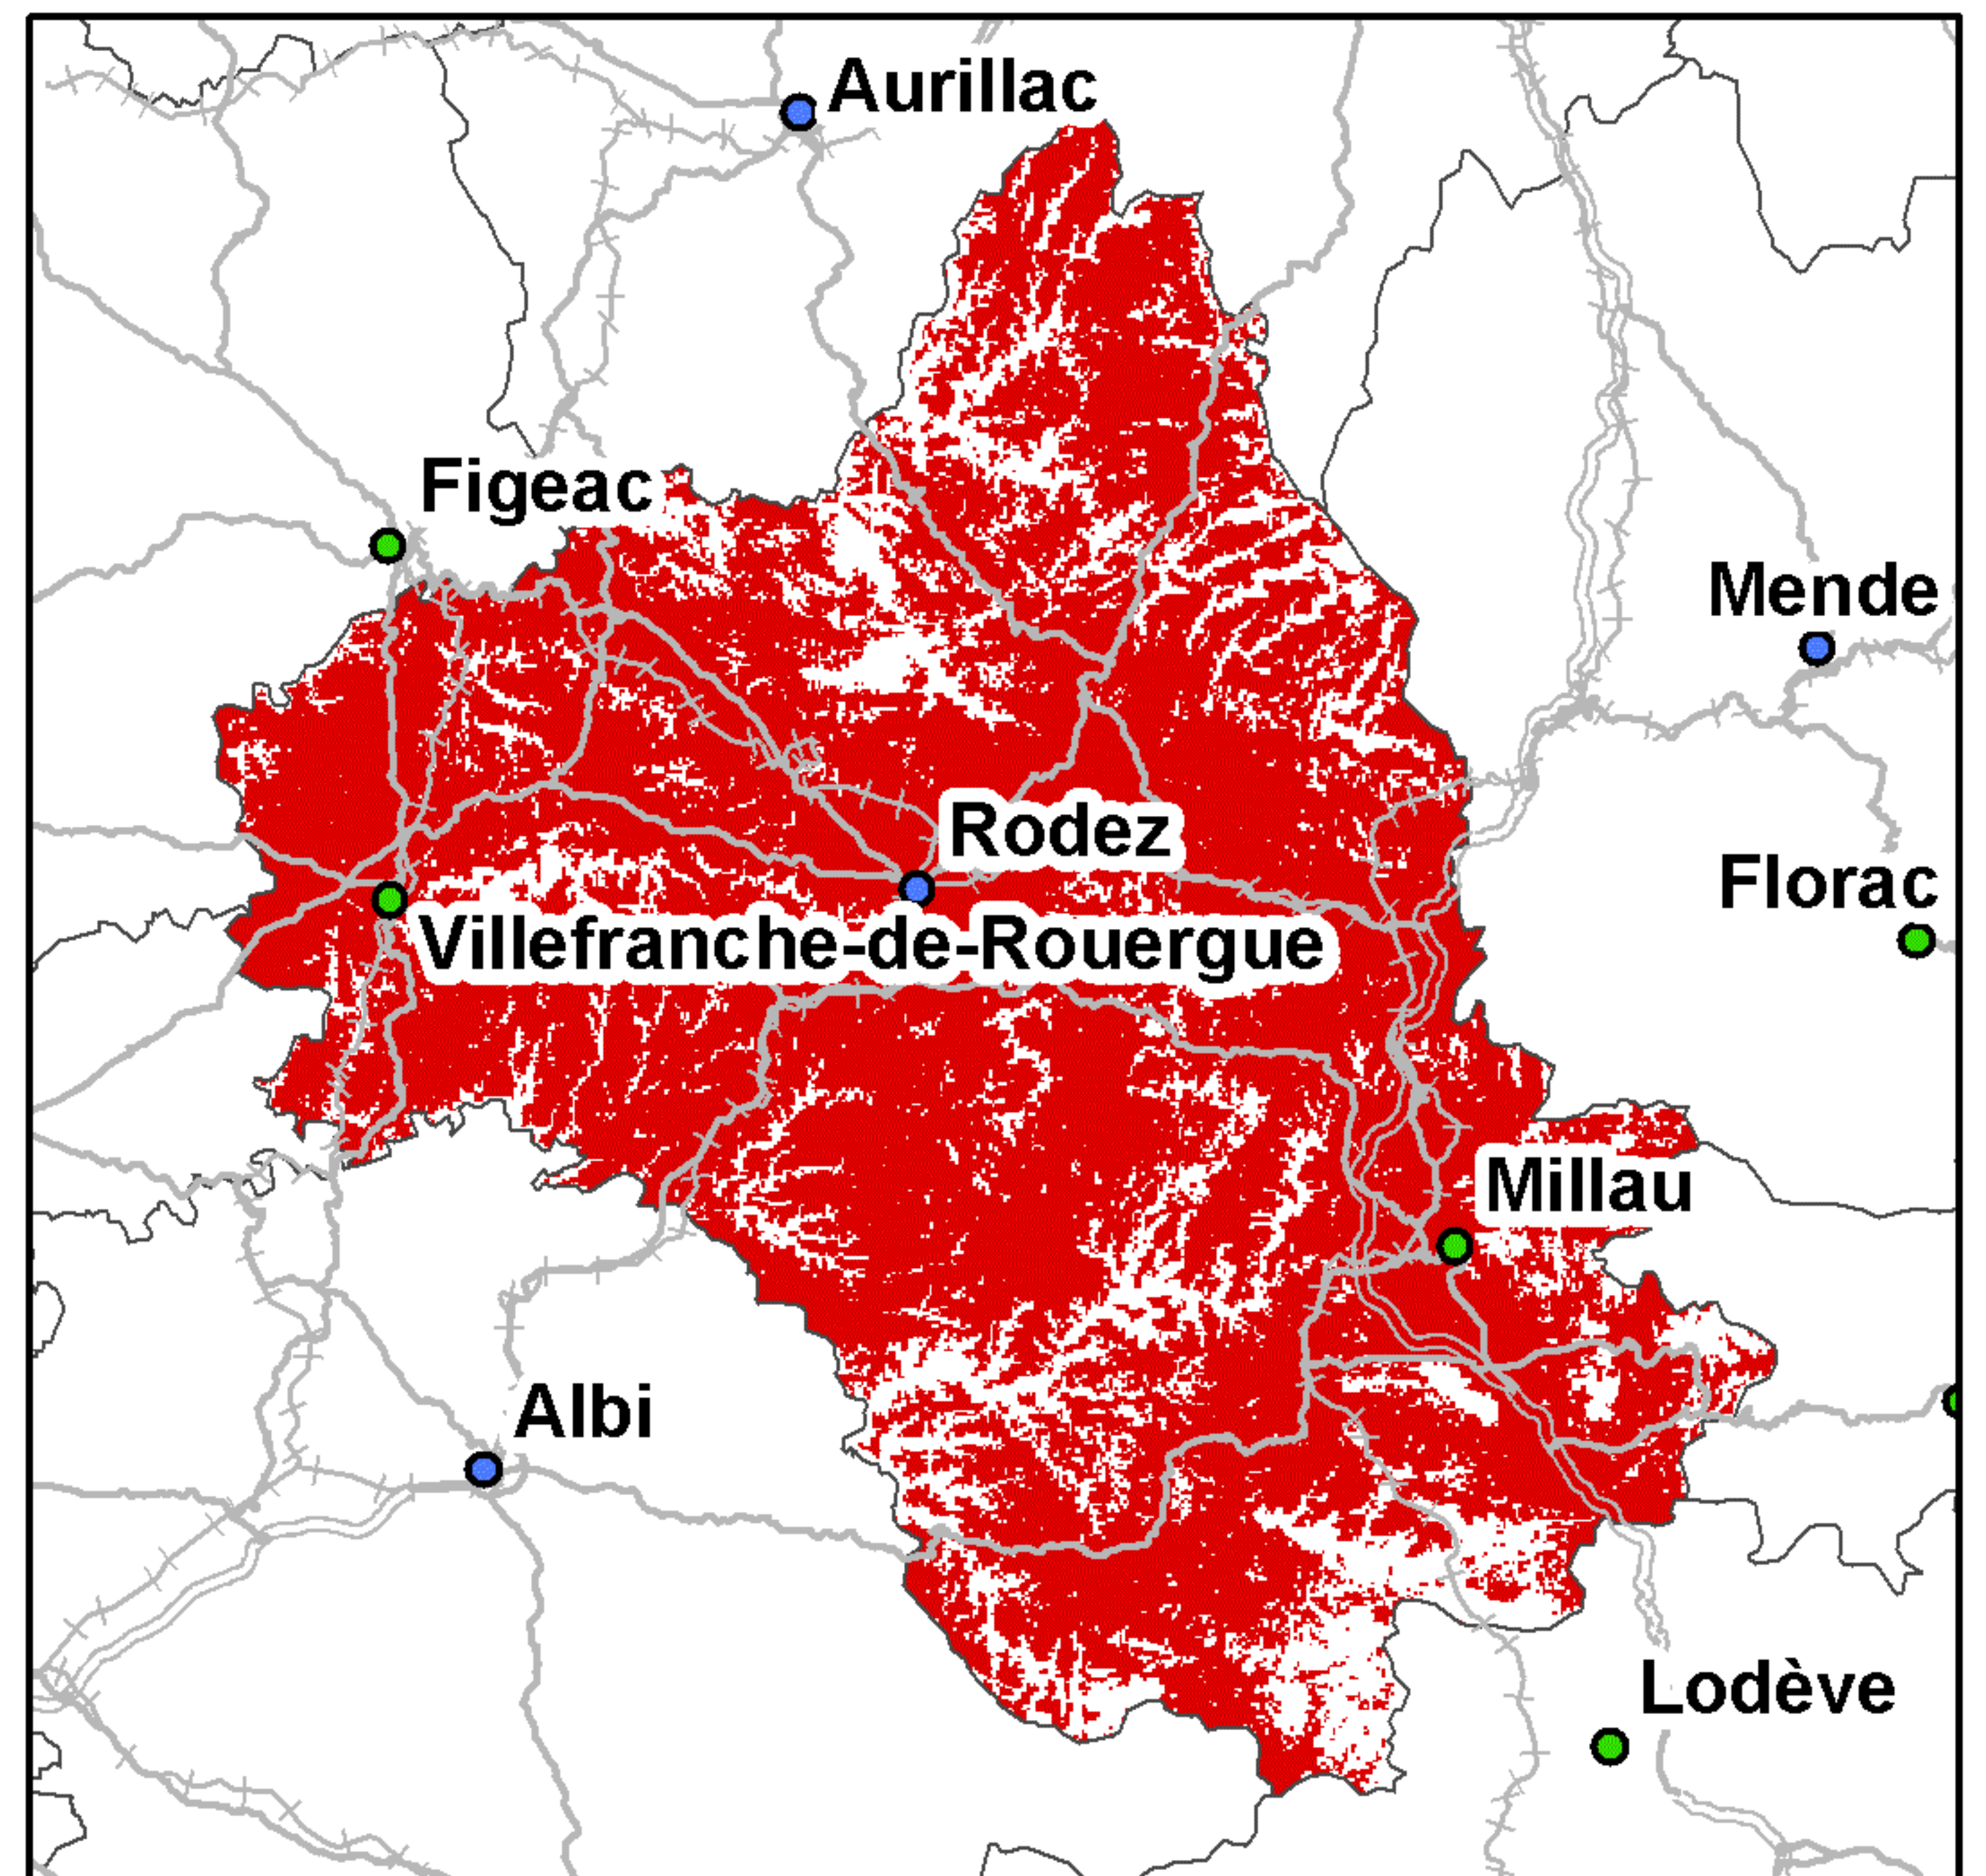 Aurillac
Figeac
Mende
Rodez
Florac
Villefranche-de-Rouergue
Millau
Albi
Lodève